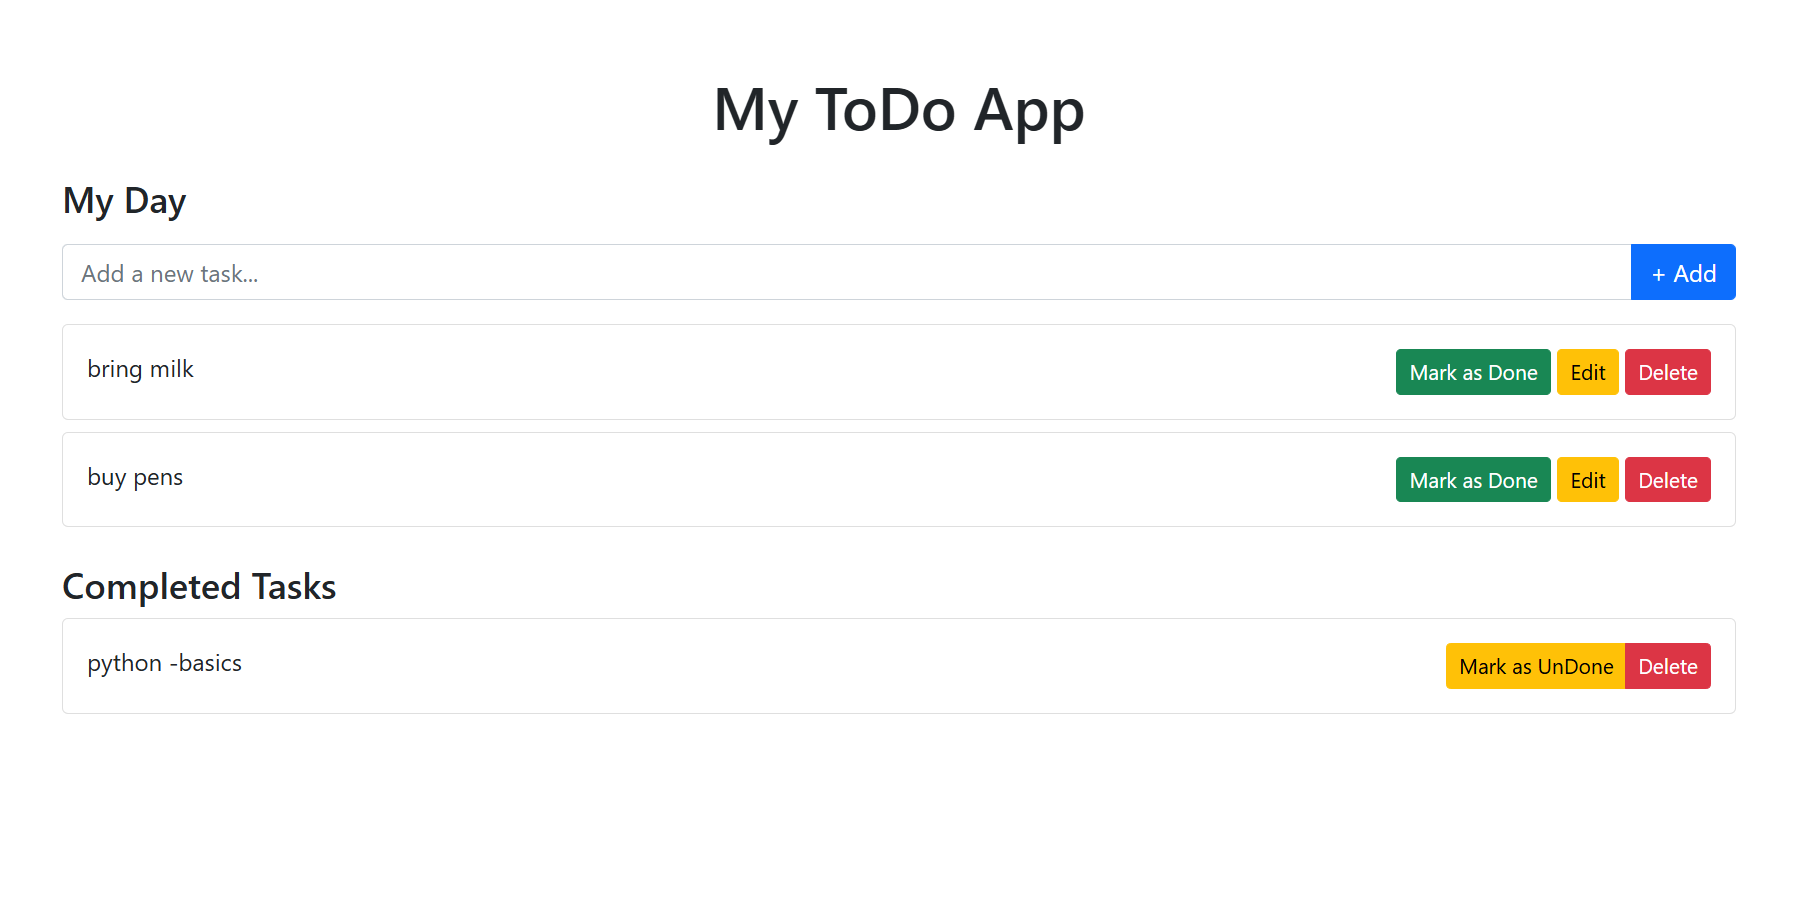 My ToDo App
My Day
Add a new task...
+ Add
bring milk
Mark as Done Edit Delete
buy pens
Mark as Done Edit Delete
Completed Tasks
python -basics
Mark as UnDone Delete